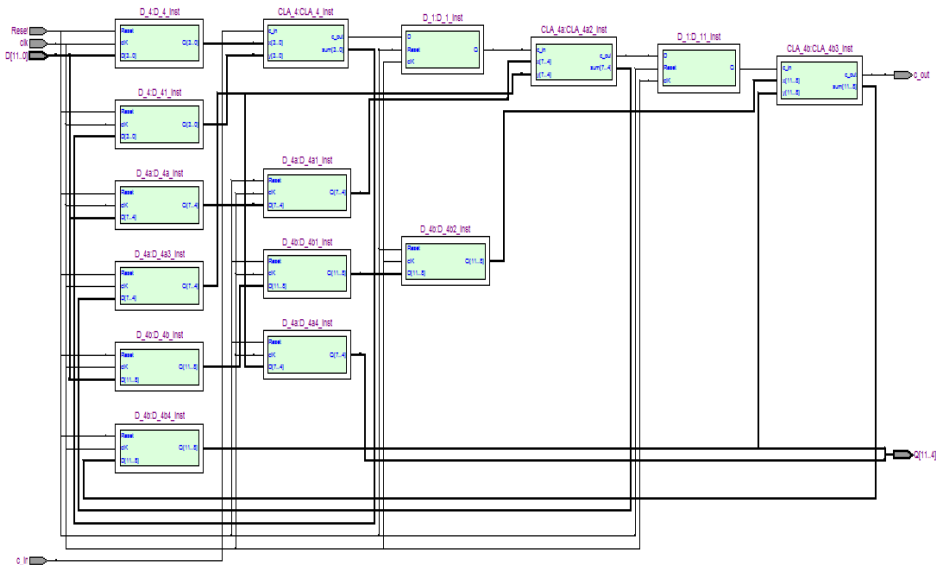 D_4:D_4_Inst
CLA_4:CLA_4_Inst
D_1:D_1_Inst
CLA_4a:CLA_4a2_Inst
D_1:D_11_Inst
CLA_4b:CLA_4b3_Inst
Reset
clk
D[11..0]
Reset
clK
D[3..0]
Q[3..0]
c_in
x[3..0]
y[3..0]
c_out
sum[3..0]
D
Reset
clK
Q
c_in
x[7..4]
y[7..4]
c_out
sum[7..4]
D
Reset
clK
Q
c_in
x[11..8]
y[11..8]
c_out
sum[11..8]
c_out
D_4:D_41_Inst
Reset
clK
D[3..0]
Q[3..0]
D_4a:D_4a_Inst
Reset
clK
D[7..4]
Q[7..4]
D_4a:D_4a1_Inst
Reset
clK
D[7..4]
Q[7..4]
D_4a:D_4a3_Inst
Reset
clK
D[7..4]
Q[7..4]
D_4b:D_4b1_Inst
Reset
clK
D[11..8]
Q[11..8]
D_4b:D_4b2_Inst
Reset
clK
D[11..8]
Q[11..8]
D_4b:D_4b_Inst
Reset
clK
D[11..8]
Q[11..8]
D_4a:D_4a4_Inst
Reset
clK
D[7..4]
Q[7..4]
D_4b:D_4b4_Inst
Reset
clK
D[11..8]
Q[11..8]
Q[11..4]
c_in